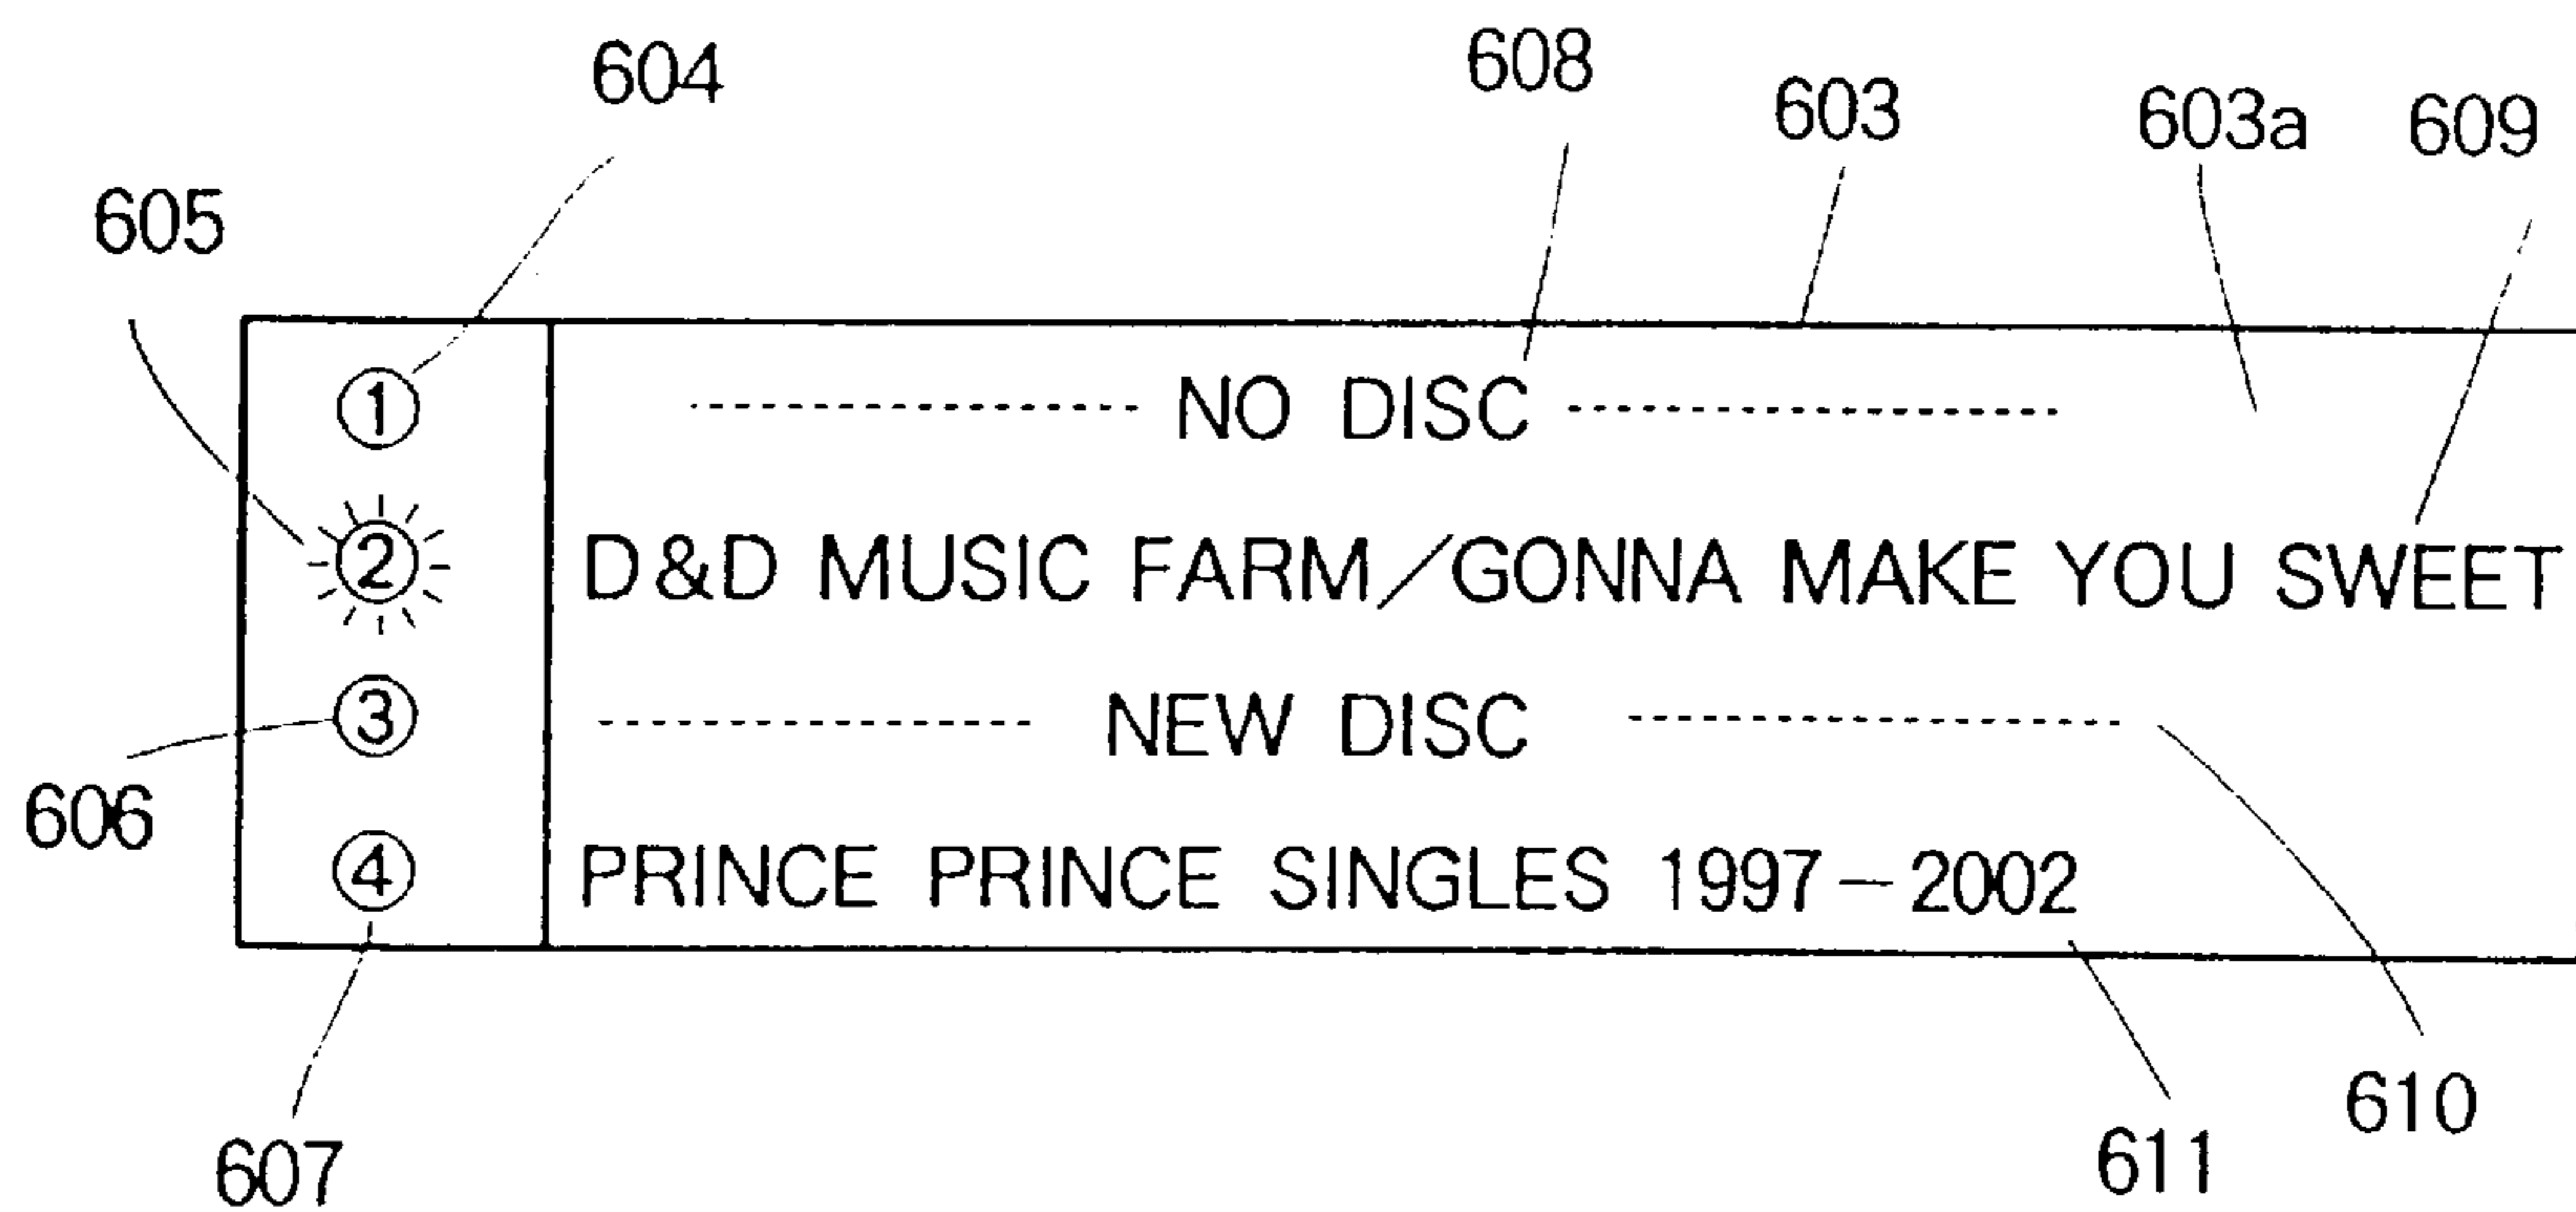 604
608
603
603a
609
605
① ---------- NO DISC ----------
② D&D MUSIC FARM/GONNA MAKE YOU SWEET
③ ---------- NEW DISC ----------
606
④ PRINCE PRINCE SINGLES 1997–2002
607
611
610